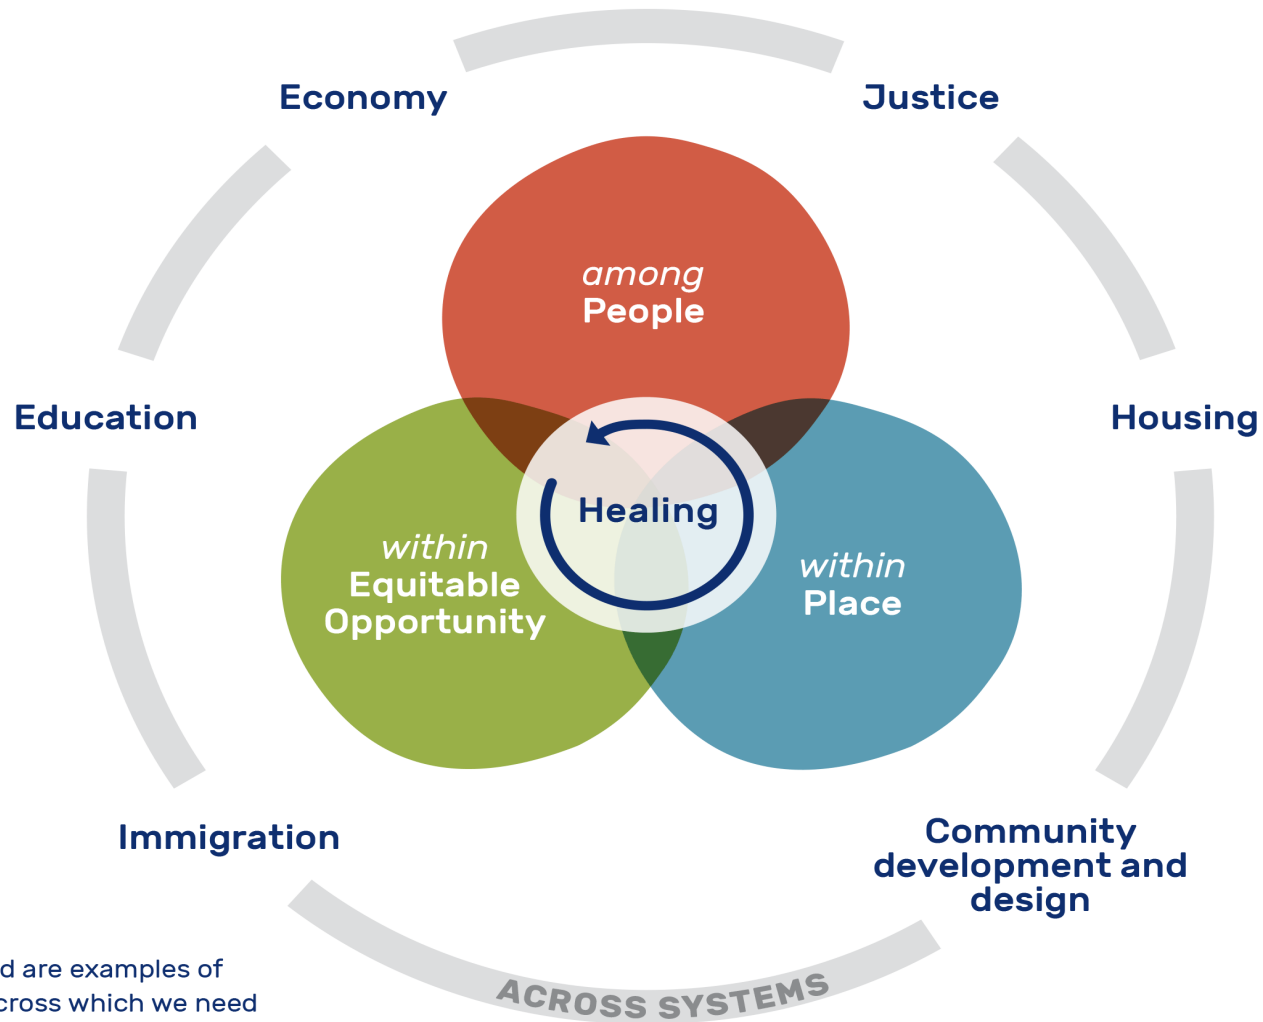 Economy
Justice
among
People
Education
Housing
Healing
within
Equitable
Opportunity
within
Place
Immigration
Community
development and
design
d are examples of
cross which we need
ACROSS SYSTEMS